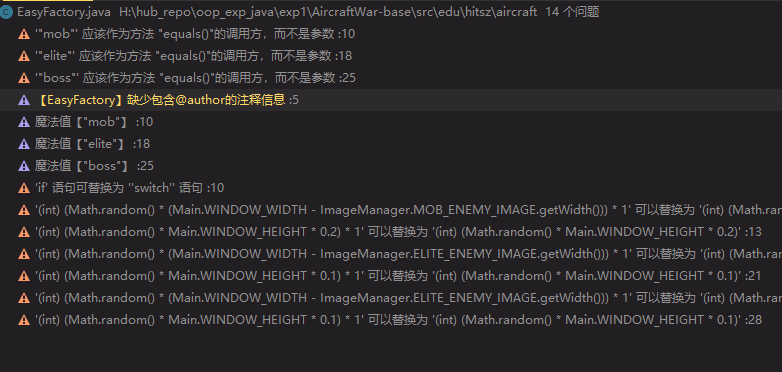 EasyFactory.java H:\hub_repo\oop_exp_java\exp1\AircraftWar-base\src\edu\hitsz\aircraft 14 个问题
'"mob"' 应该作为方法 "equals()"的调用方，而不是参数 :10
'"elite"' 应该作为方法 "equals()"的调用方，而不是参数 :18
'"boss"' 应该作为方法 "equals()"的调用方，而不是参数 :25
【EasyFactory】缺少包含@author的注释信息 :5
魔法值【"mob"】 :10
魔法值【"elite"】 :18
魔法值【"boss"】 :25
'if' 语句可替换为 ''switch'' 语句 :10
'(int) (Math.random() * (Main.WINDOW_WIDTH - ImageManager.MOB_ENEMY_IMAGE.getWidth())) * 1' 可以替换为 '(int) (Math.random() * (Mai
'(int) (Math.random() * Main.WINDOW_HEIGHT * 0.2) * 1' 可以替换为 '(int) (Math.random() * Main.WINDOW_HEIGHT * 0.2)' :13
'(int) (Math.random() * (Main.WINDOW_WIDTH - ImageManager.ELITE_ENEMY_IMAGE.getWidth())) * 1' 可以替换为 '(int) (Math.random() * (M
'(int) (Math.random() * Main.WINDOW_HEIGHT * 0.1) * 1' 可以替换为 '(int) (Math.random() * Main.WINDOW_HEIGHT * 0.1)' :21
'(int) (Math.random() * (Main.WINDOW_WIDTH - ImageManager.ELITE_ENEMY_IMAGE.getWidth())) * 1' 可以替换为 '(int) (Math.random() * (M
'(int) (Math.random() * Main.WINDOW_HEIGHT * 0.1) * 1' 可以替换为 '(int) (Math.random() * Main.WINDOW_HEIGHT * 0.1)' :28